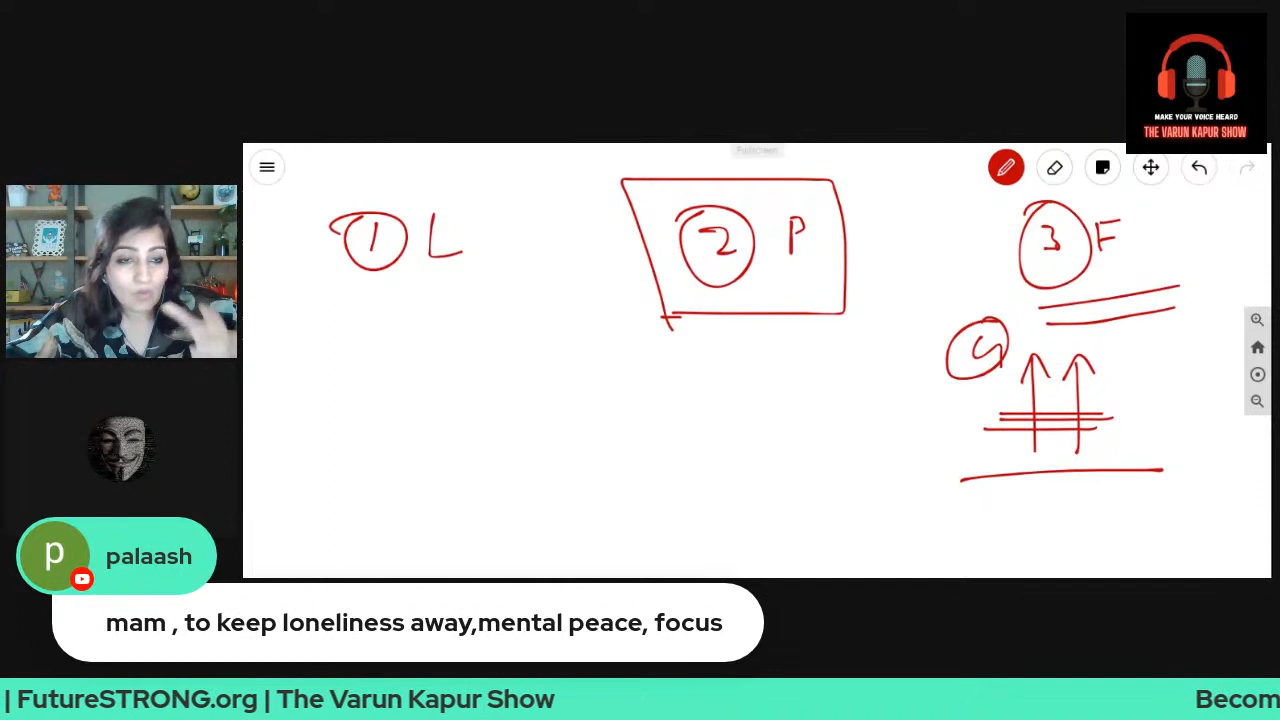 MAKE YOUR VOICE HEARD
THE VARUN KAPUR SHOW
Fullscreen
1 L
2 P
3 F
G
p
palaash
mam , to keep loneliness away,mental peace, focus
| FutureSTRONG.org | The Varun Kapur Show
Becom